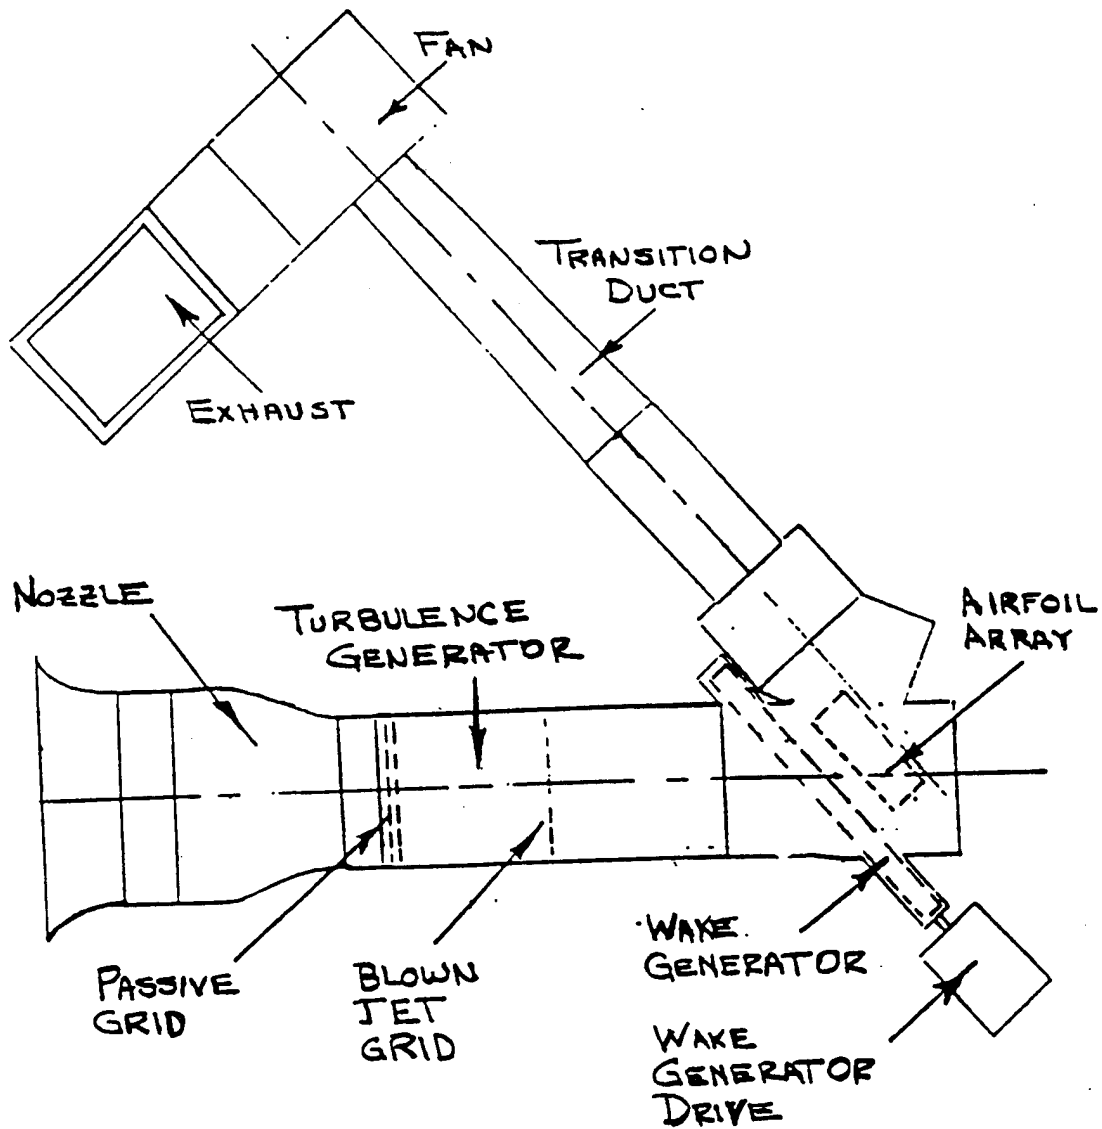 FAN
TRANSITION
DUCT
EXHAUST
NOZZLE
TURBULENCE
GENERATOR
AIRFOIL
ARRAY
PASSIVE
GRID
BLOWN
JET
GRID
WAKE
GENERATOR
WAKE
GENERATOR
DRIVE